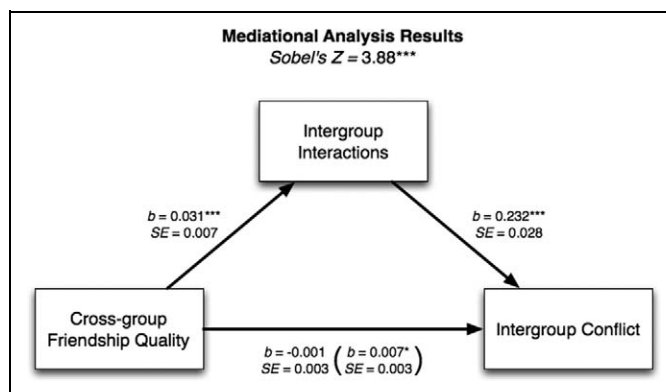 Mediational Analysis Results
Sobel's Z = 3.88***
Intergroup
Interactions
b = 0.031***
SE = 0.007
b = 0.232***
SE = 0.028
Cross-group
Friendship Quality
Intergroup Conflict
b = -0.001 ( b = 0.007* )
SE = 0.003 ( SE = 0.003 )